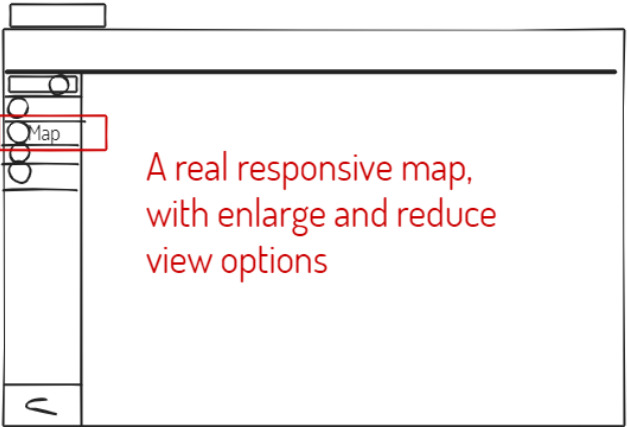 Map
A real responsive map,
with enlarge and reduce
view options